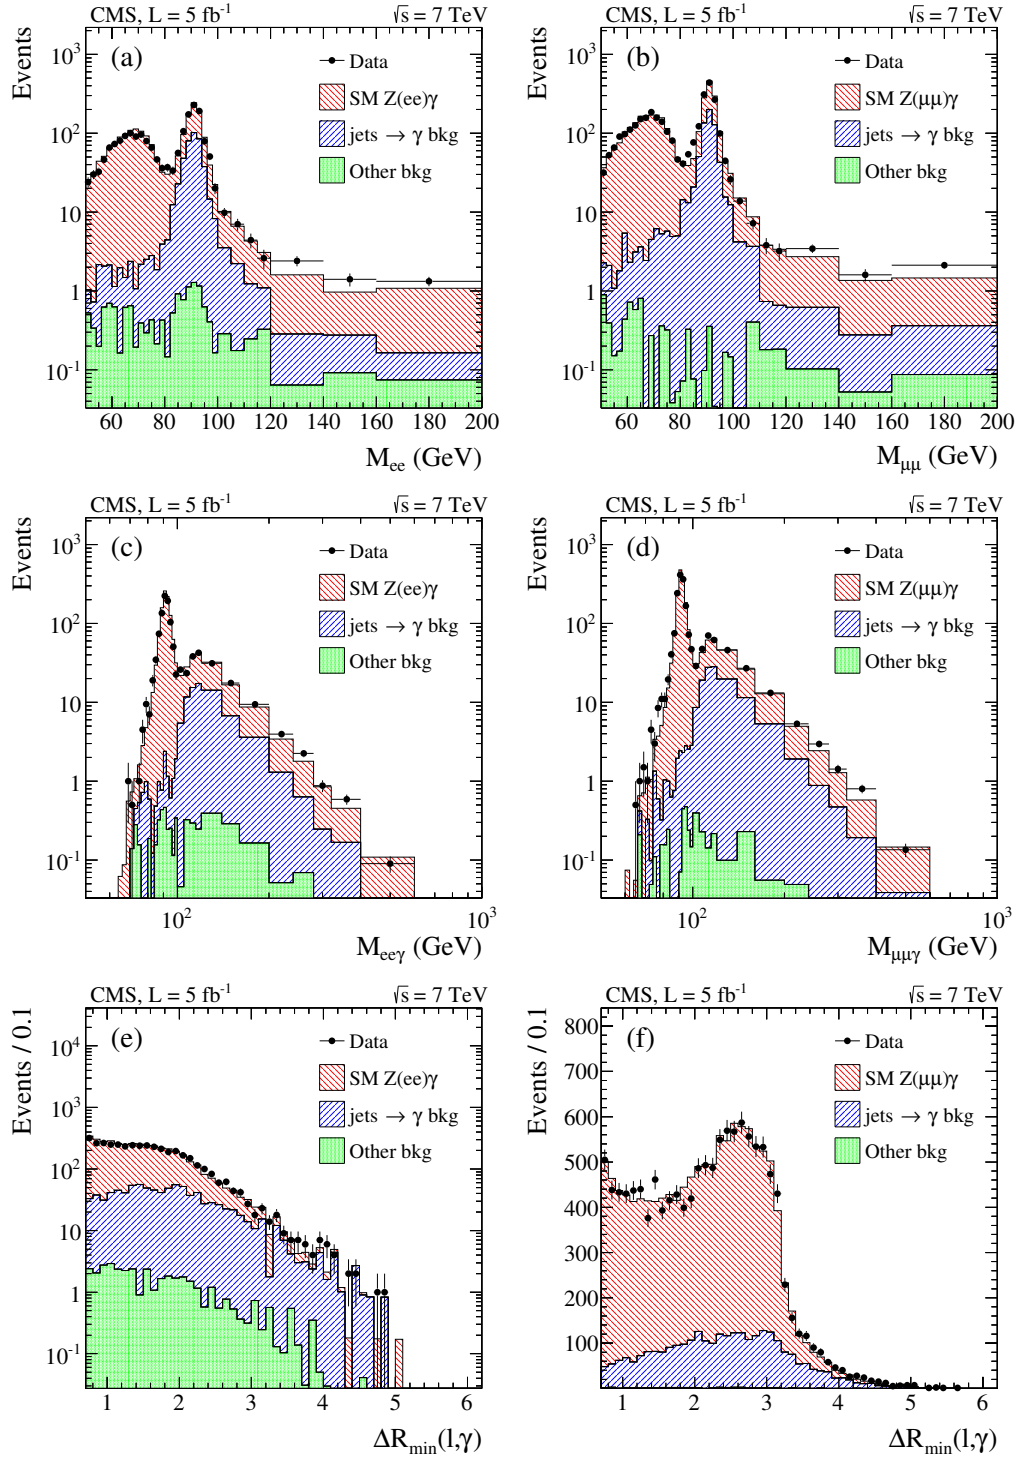 CMS, L = 5 fb⁻¹ √s = 7 TeV
Events
(a)
Data
SM Z(ee)γ
jets → γ bkg
Other bkg
10³
10²
10
1
10⁻¹
60 80 100 120 140 160 180 200
M_ee (GeV)
CMS, L = 5 fb⁻¹ √s = 7 TeV
Events
(b)
Data
SM Z(μμ)γ
jets → γ bkg
Other bkg
10³
10²
10
1
10⁻¹
60 80 100 120 140 160 180 200
M_μμ (GeV)
CMS, L = 5 fb⁻¹ √s = 7 TeV
Events
(c)
Data
SM Z(ee)γ
jets → γ bkg
Other bkg
10³
10²
10
1
10⁻¹
10² 10³
M_eeγ (GeV)
CMS, L = 5 fb⁻¹ √s = 7 TeV
Events
(d)
Data
SM Z(μμ)γ
jets → γ bkg
Other bkg
10³
10²
10
1
10⁻¹
10² 10³
M_μμγ (GeV)
CMS, L = 5 fb⁻¹ √s = 7 TeV
Events / 0.1
(e)
Data
SM Z(ee)γ
jets → γ bkg
Other bkg
10⁴
10³
10²
10
1
10⁻¹
1 2 3 4 5 6
ΔR_min(l,γ)
CMS, L = 5 fb⁻¹ √s = 7 TeV
Events / 0.1
(f)
Data
SM Z(μμ)γ
jets → γ bkg
Other bkg
800
700
600
500
400
300
200
100
1 2 3 4 5 6
ΔR_min(l,γ)